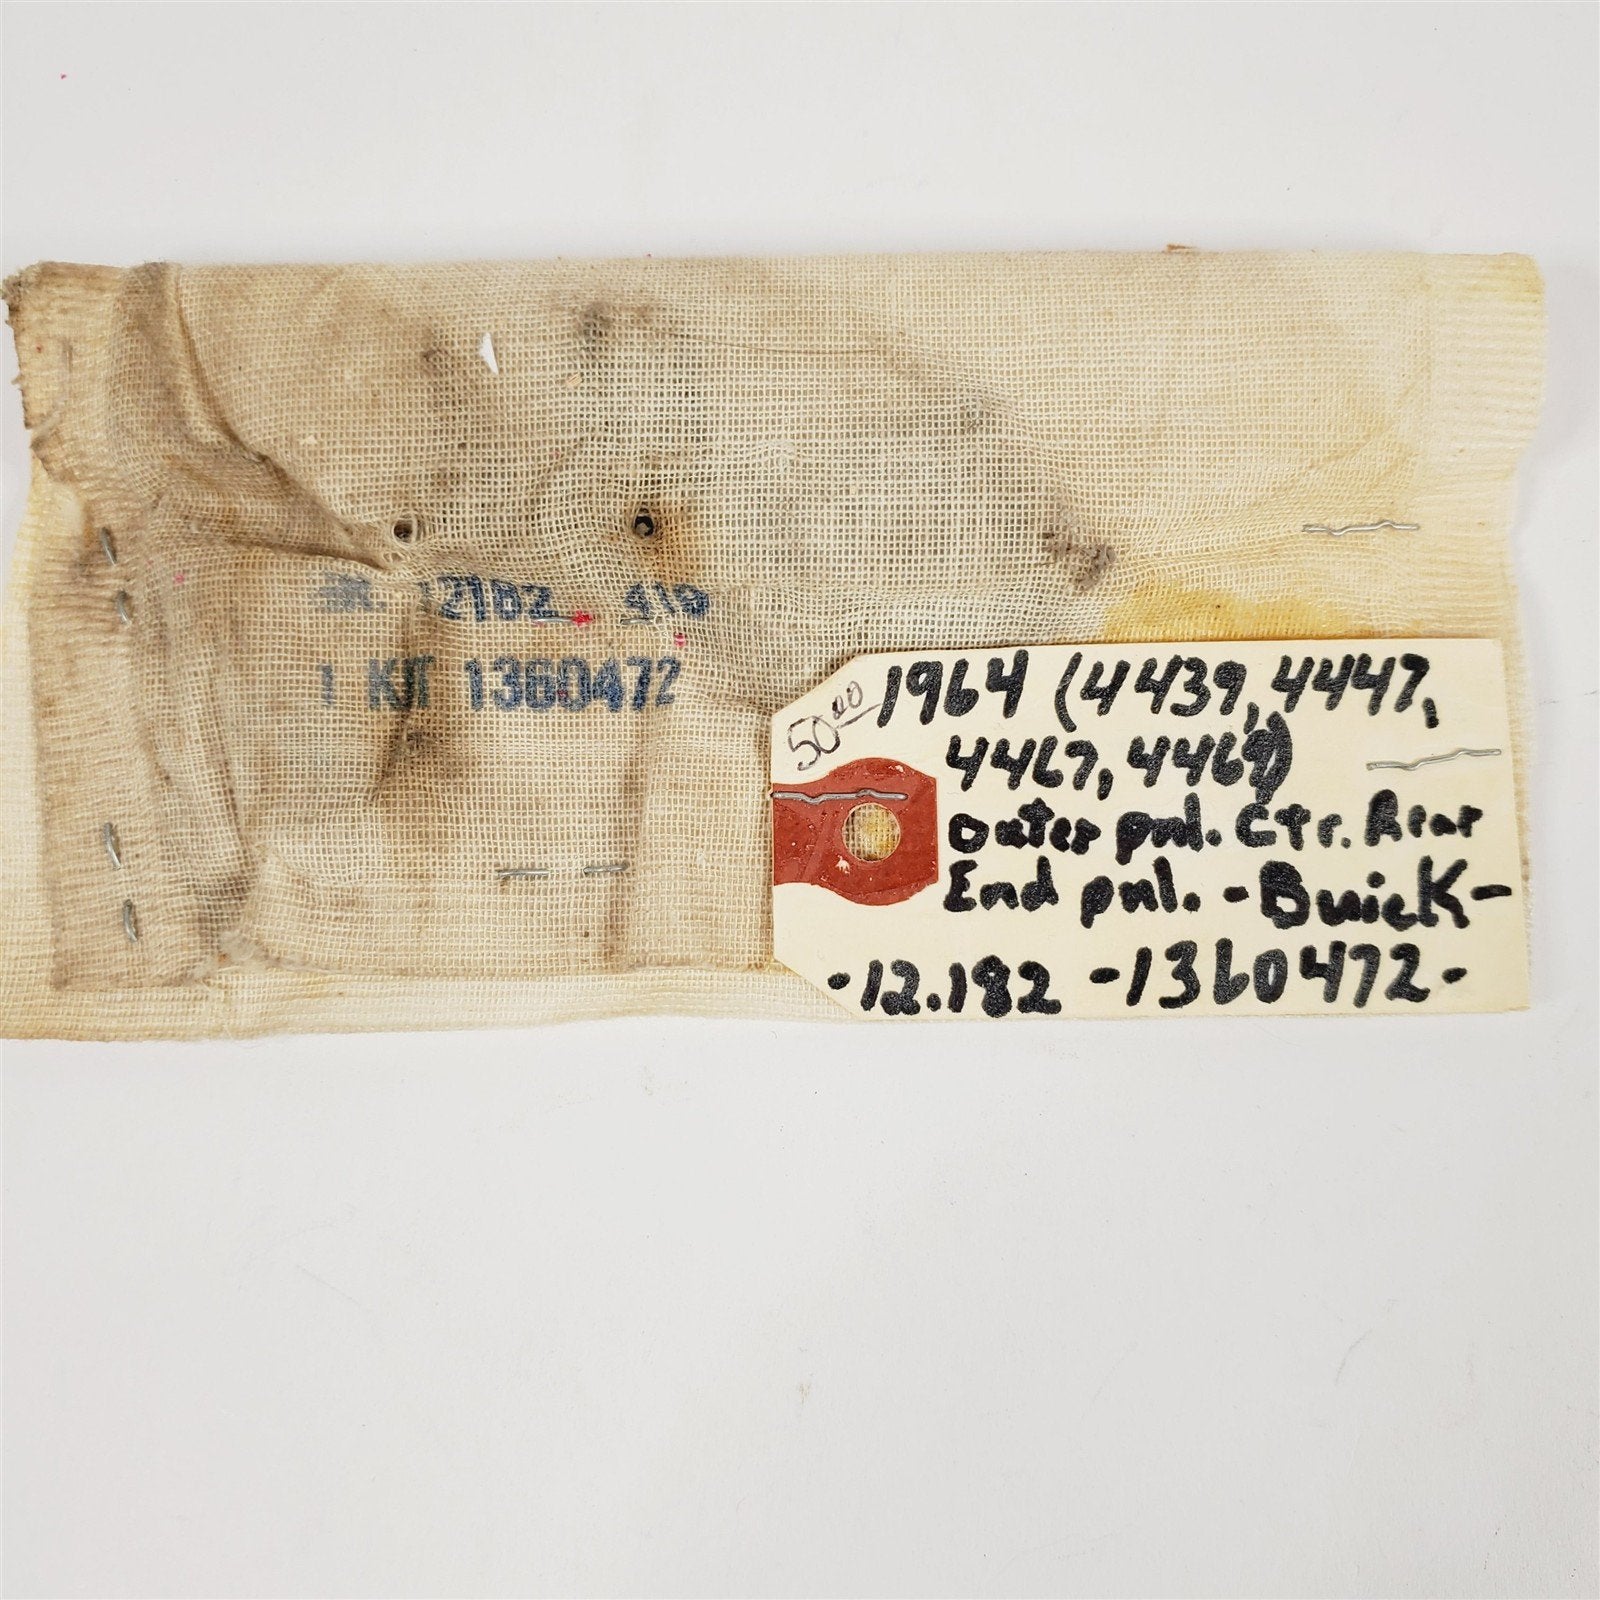 12182 419
1 KIT 1360472
50.00
1964 (4439, 4447,
4467, 4469)
outer pnl. Ctr. Rear
End pnl. - Buick -
- 12.182 - 1360472 -